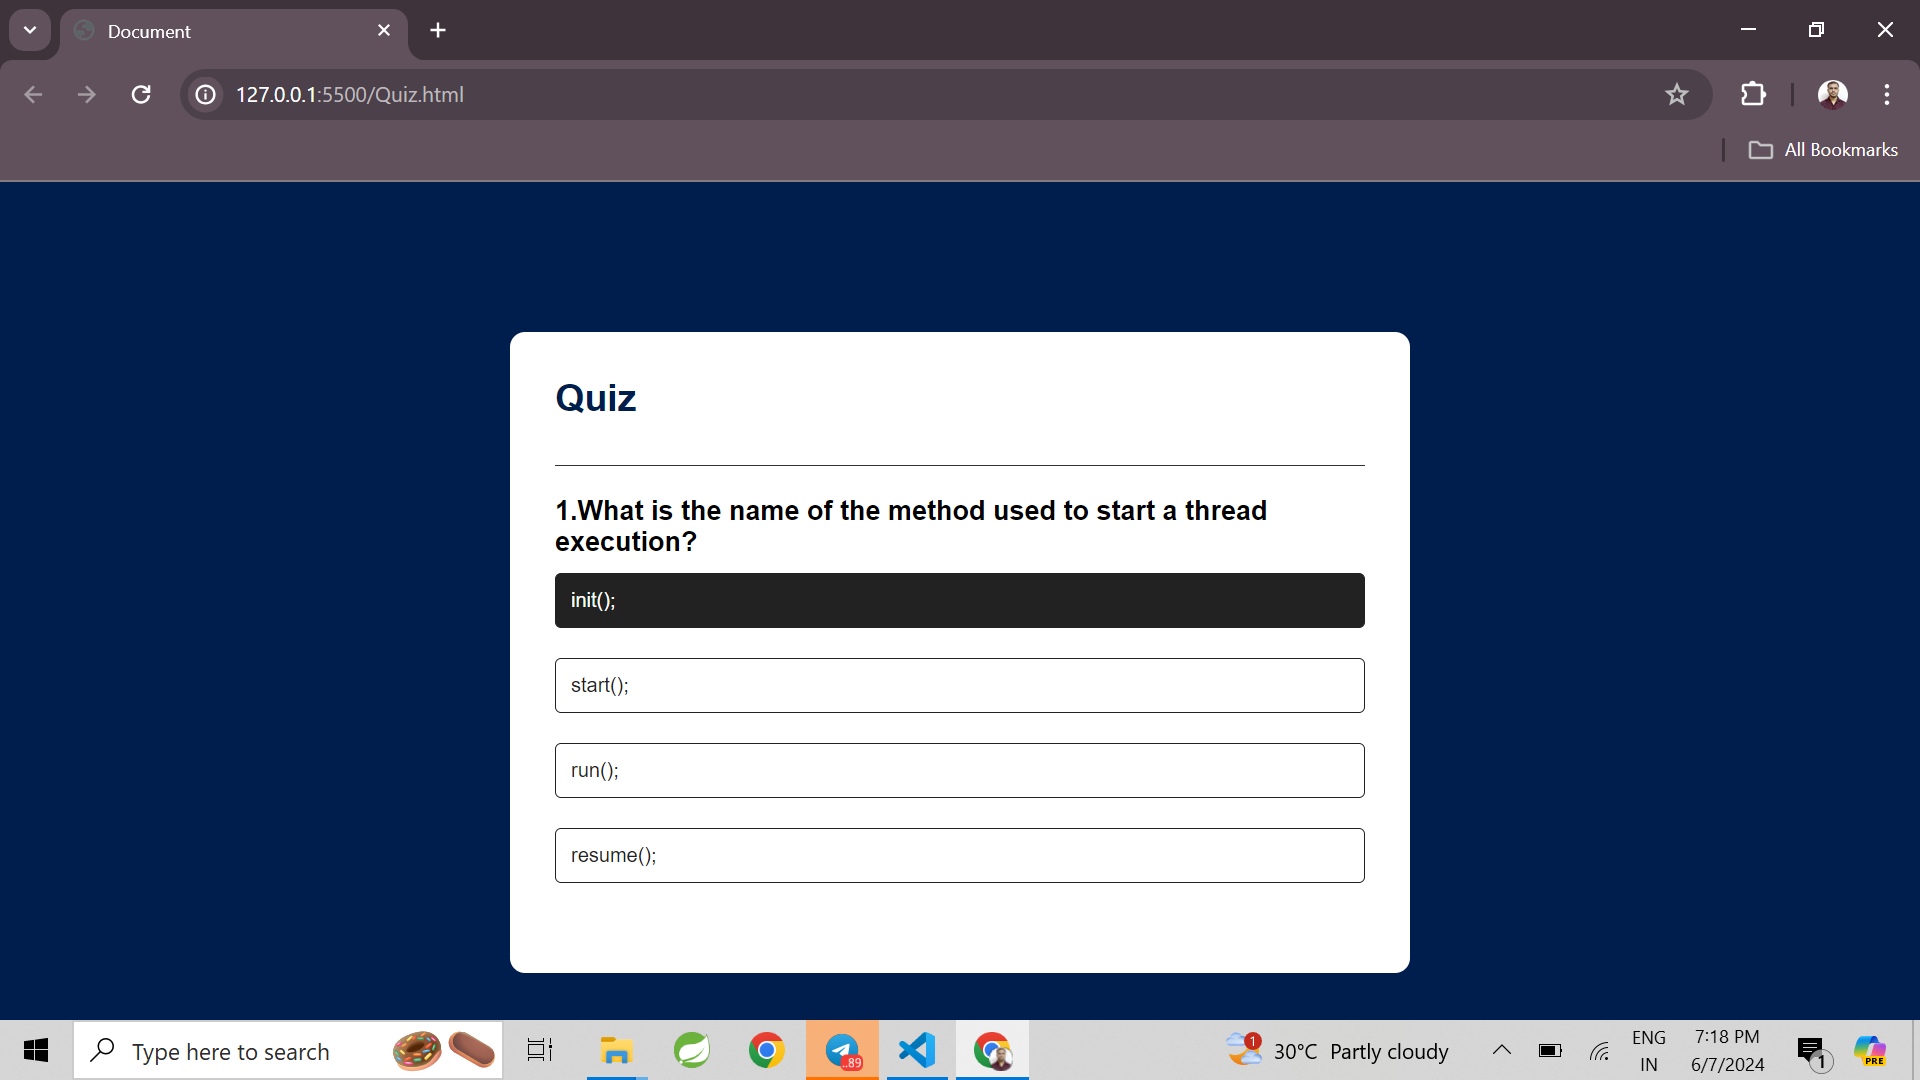 Document
127.0.0.1:5500/Quiz.html
All Bookmarks
Quiz
1.What is the name of the method used to start a thread
execution?
init();
start();
run();
resume();
Type here to search
..89
1
30°C Partly cloudy
ENG
IN
7:18 PM
6/7/2024
1
PRE